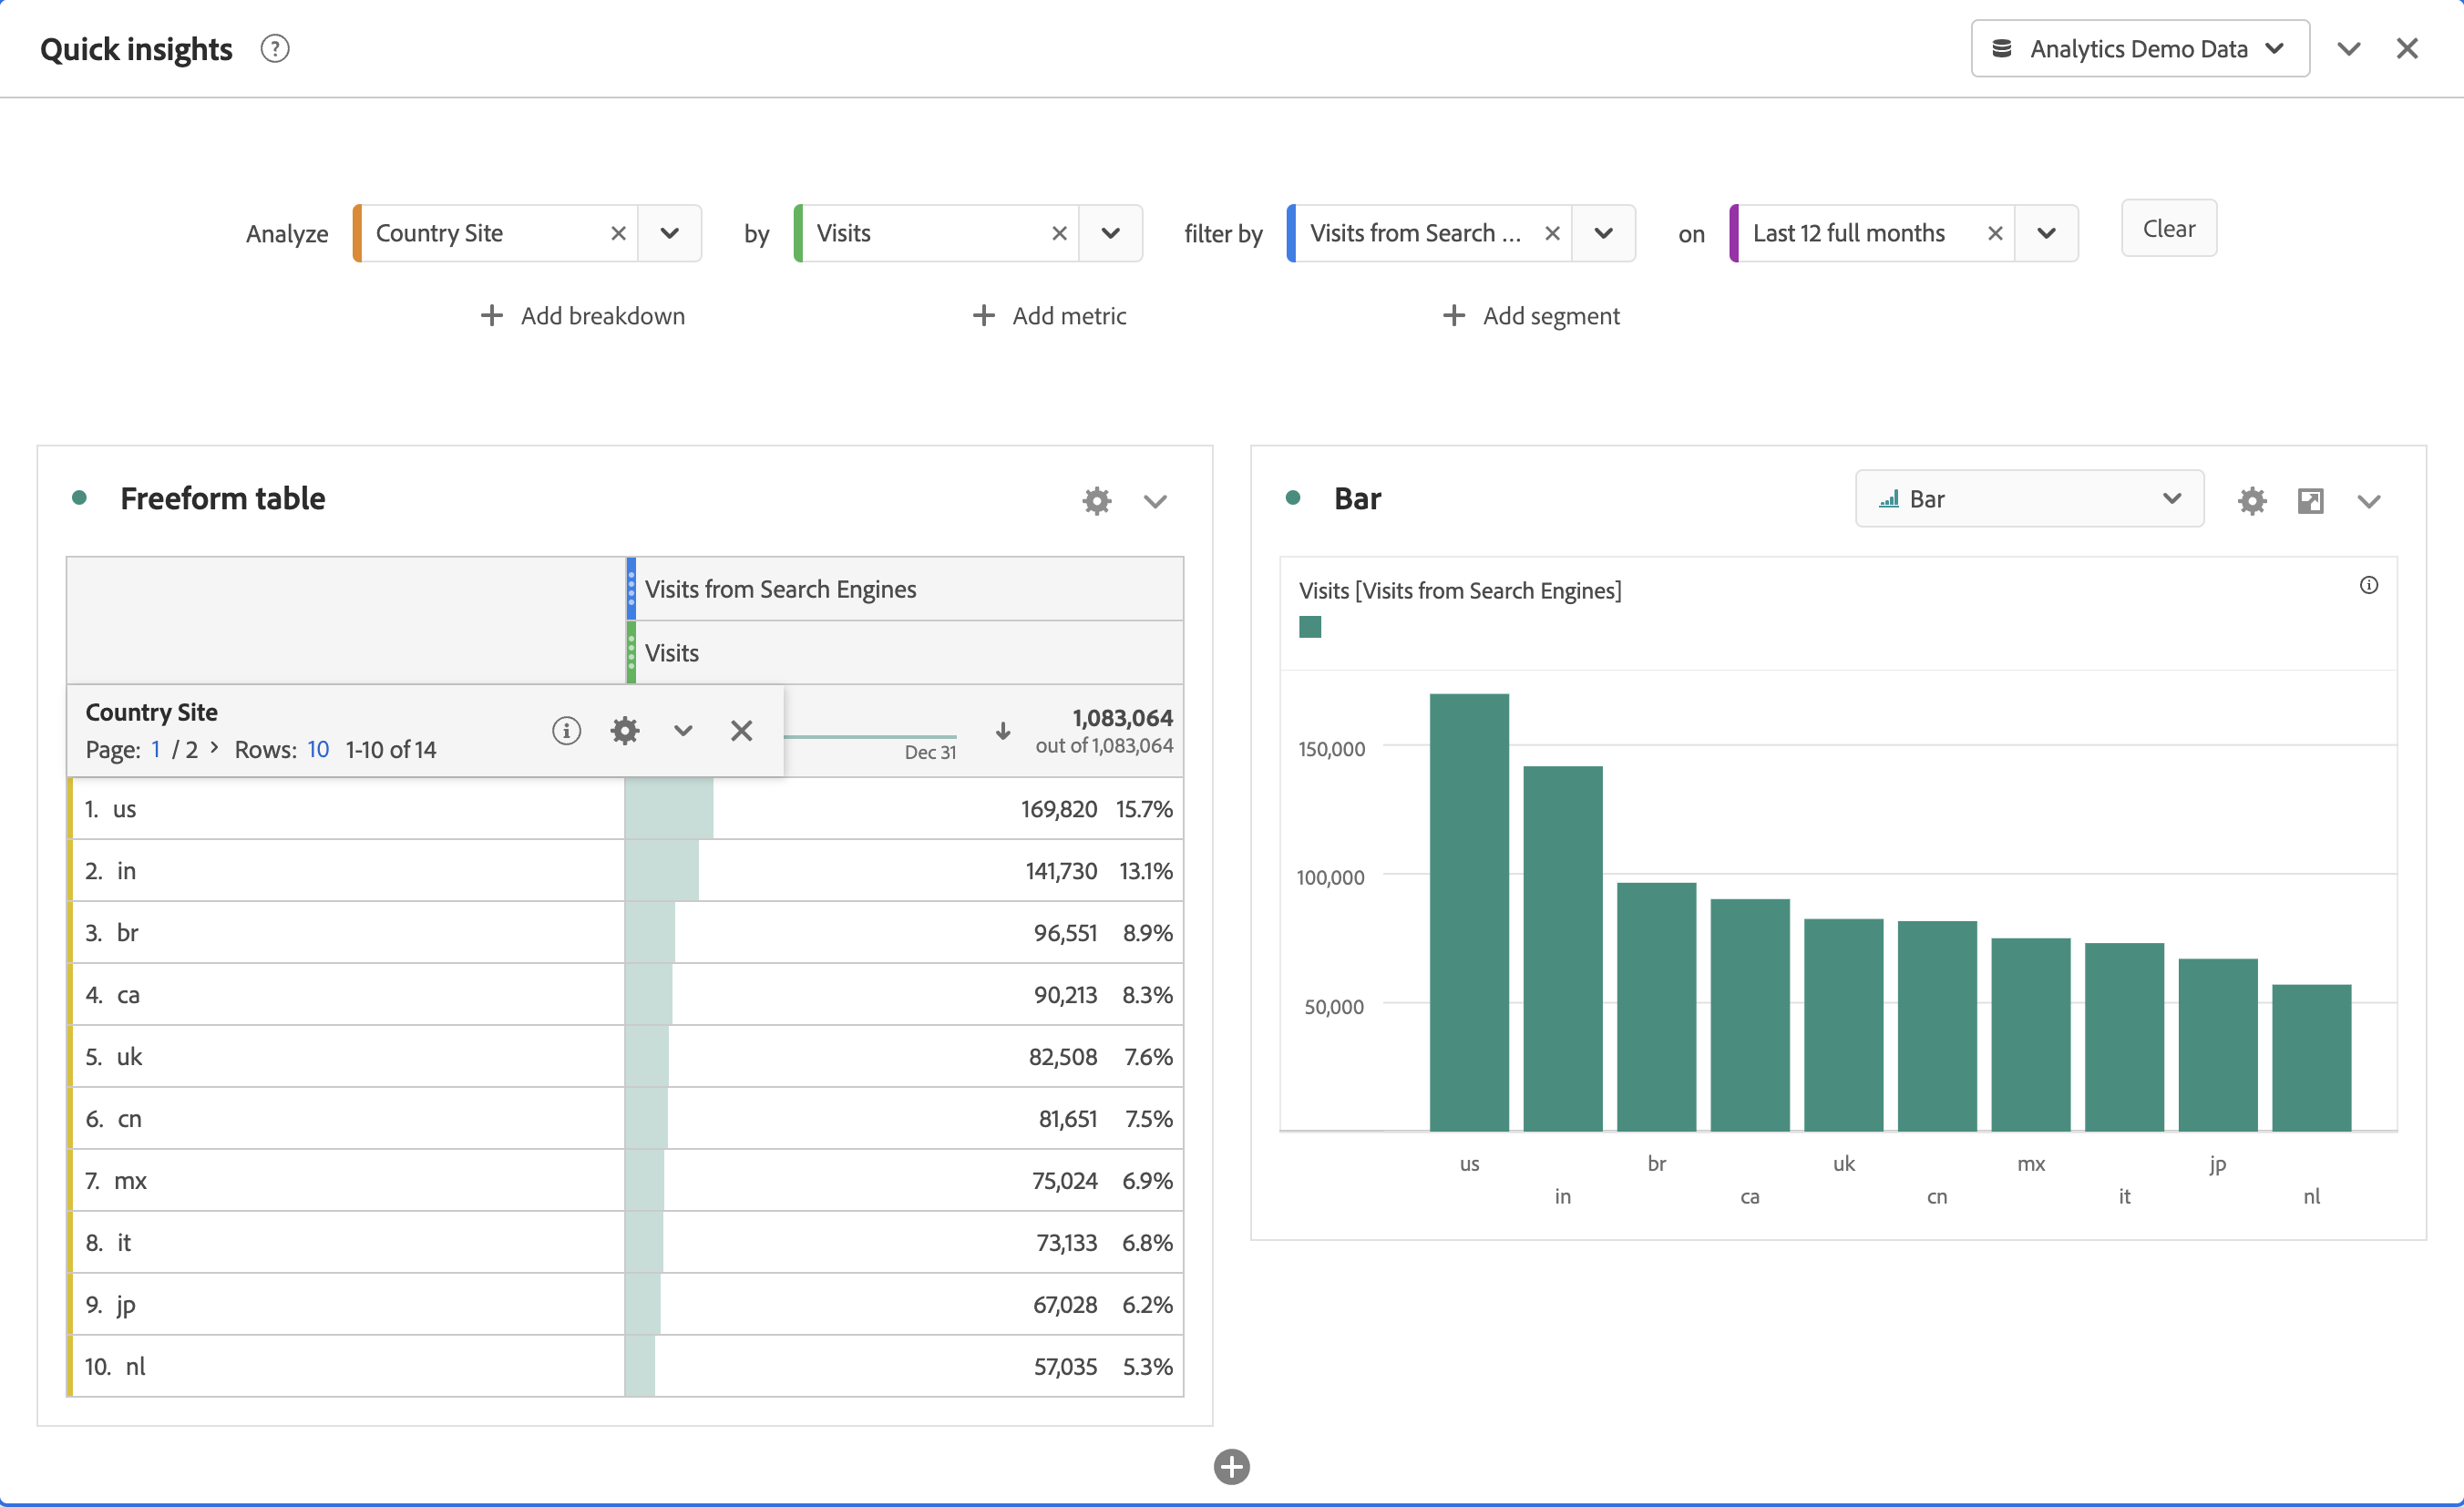 Quick insights ?
Analytics Demo Data
Analyze Country Site by Visits filter by Visits from Search ... on Last 12 full months Clear
Add breakdown Add metric Add segment
Freeform table
Visits from Search Engines
Visits
Country Site
Page: 1 / 2 > Rows: 10 1-10 of 14
Dec 31
1,083,064
out of 1,083,064
1. us 169,820 15.7%
2. in 141,730 13.1%
3. br 96,551 8.9%
4. ca 90,213 8.3%
5. uk 82,508 7.6%
6. cn 81,651 7.5%
7. mx 75,024 6.9%
8. it 73,133 6.8%
9. jp 67,028 6.2%
10. nl 57,035 5.3%
Bar Bar
Visits [Visits from Search Engines]
150,000
100,000
50,000
us br uk mx jp
in ca cn it nl